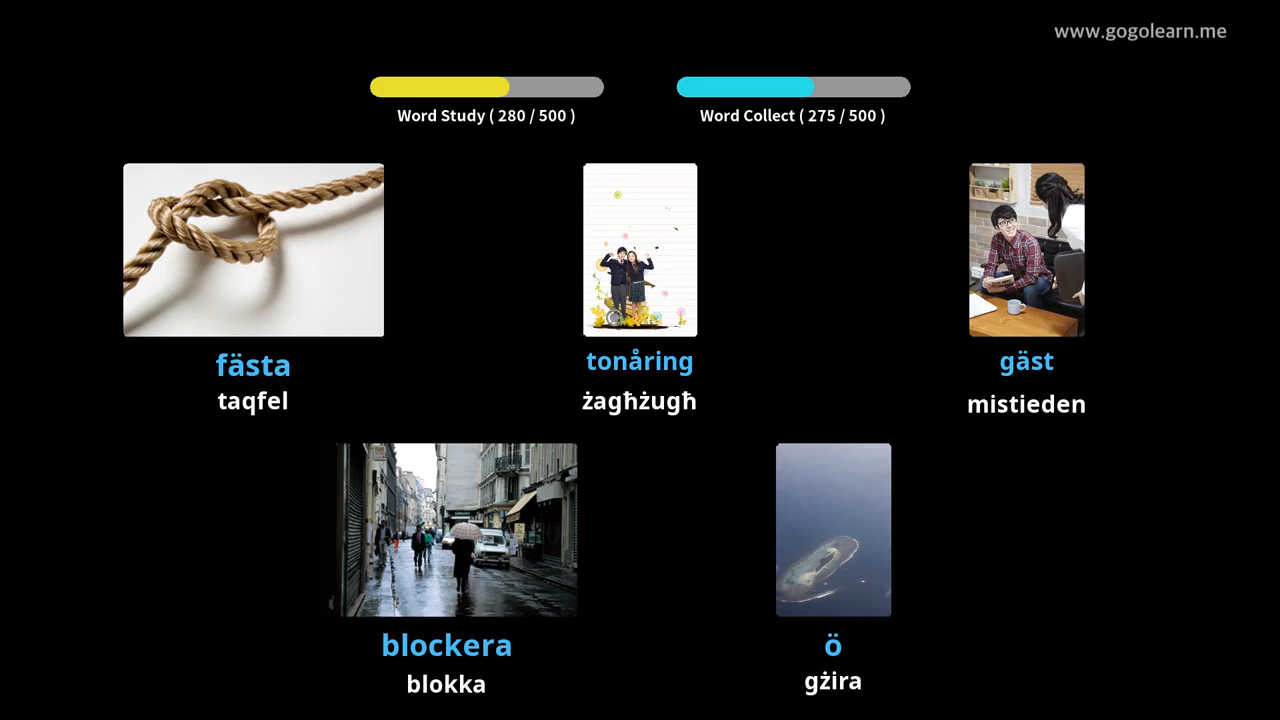 www.gogolearn.me
Word Study ( 280 / 500 )
Word Collect ( 275 / 500 )
fästa
taqfel
tonåring
żagħżugħ
gäst
mistieden
blockera
blokka
ö
gżira